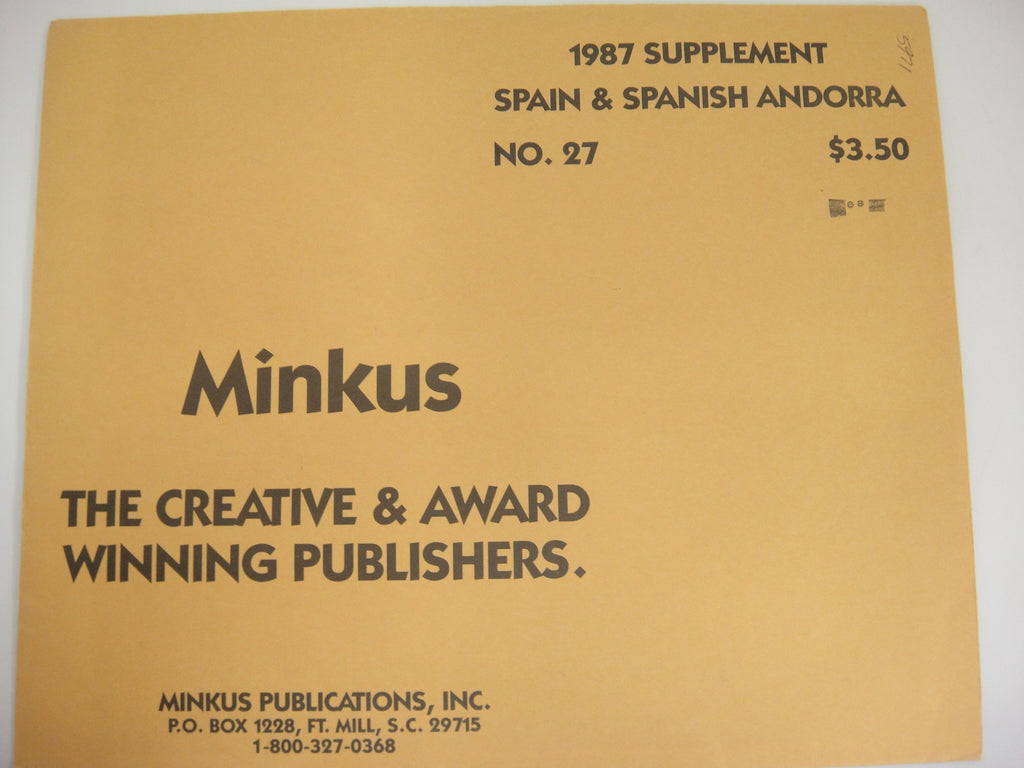 1987 SUPPLEMENT
SPAIN & SPANISH ANDORRA
NO. 27 $3.50
88
Minkus
THE CREATIVE & AWARD
WINNING PUBLISHERS.
MINKUS PUBLICATIONS, INC.
P.O. BOX 1228, FT. MILL, S.C. 29715
1-800-327-0368